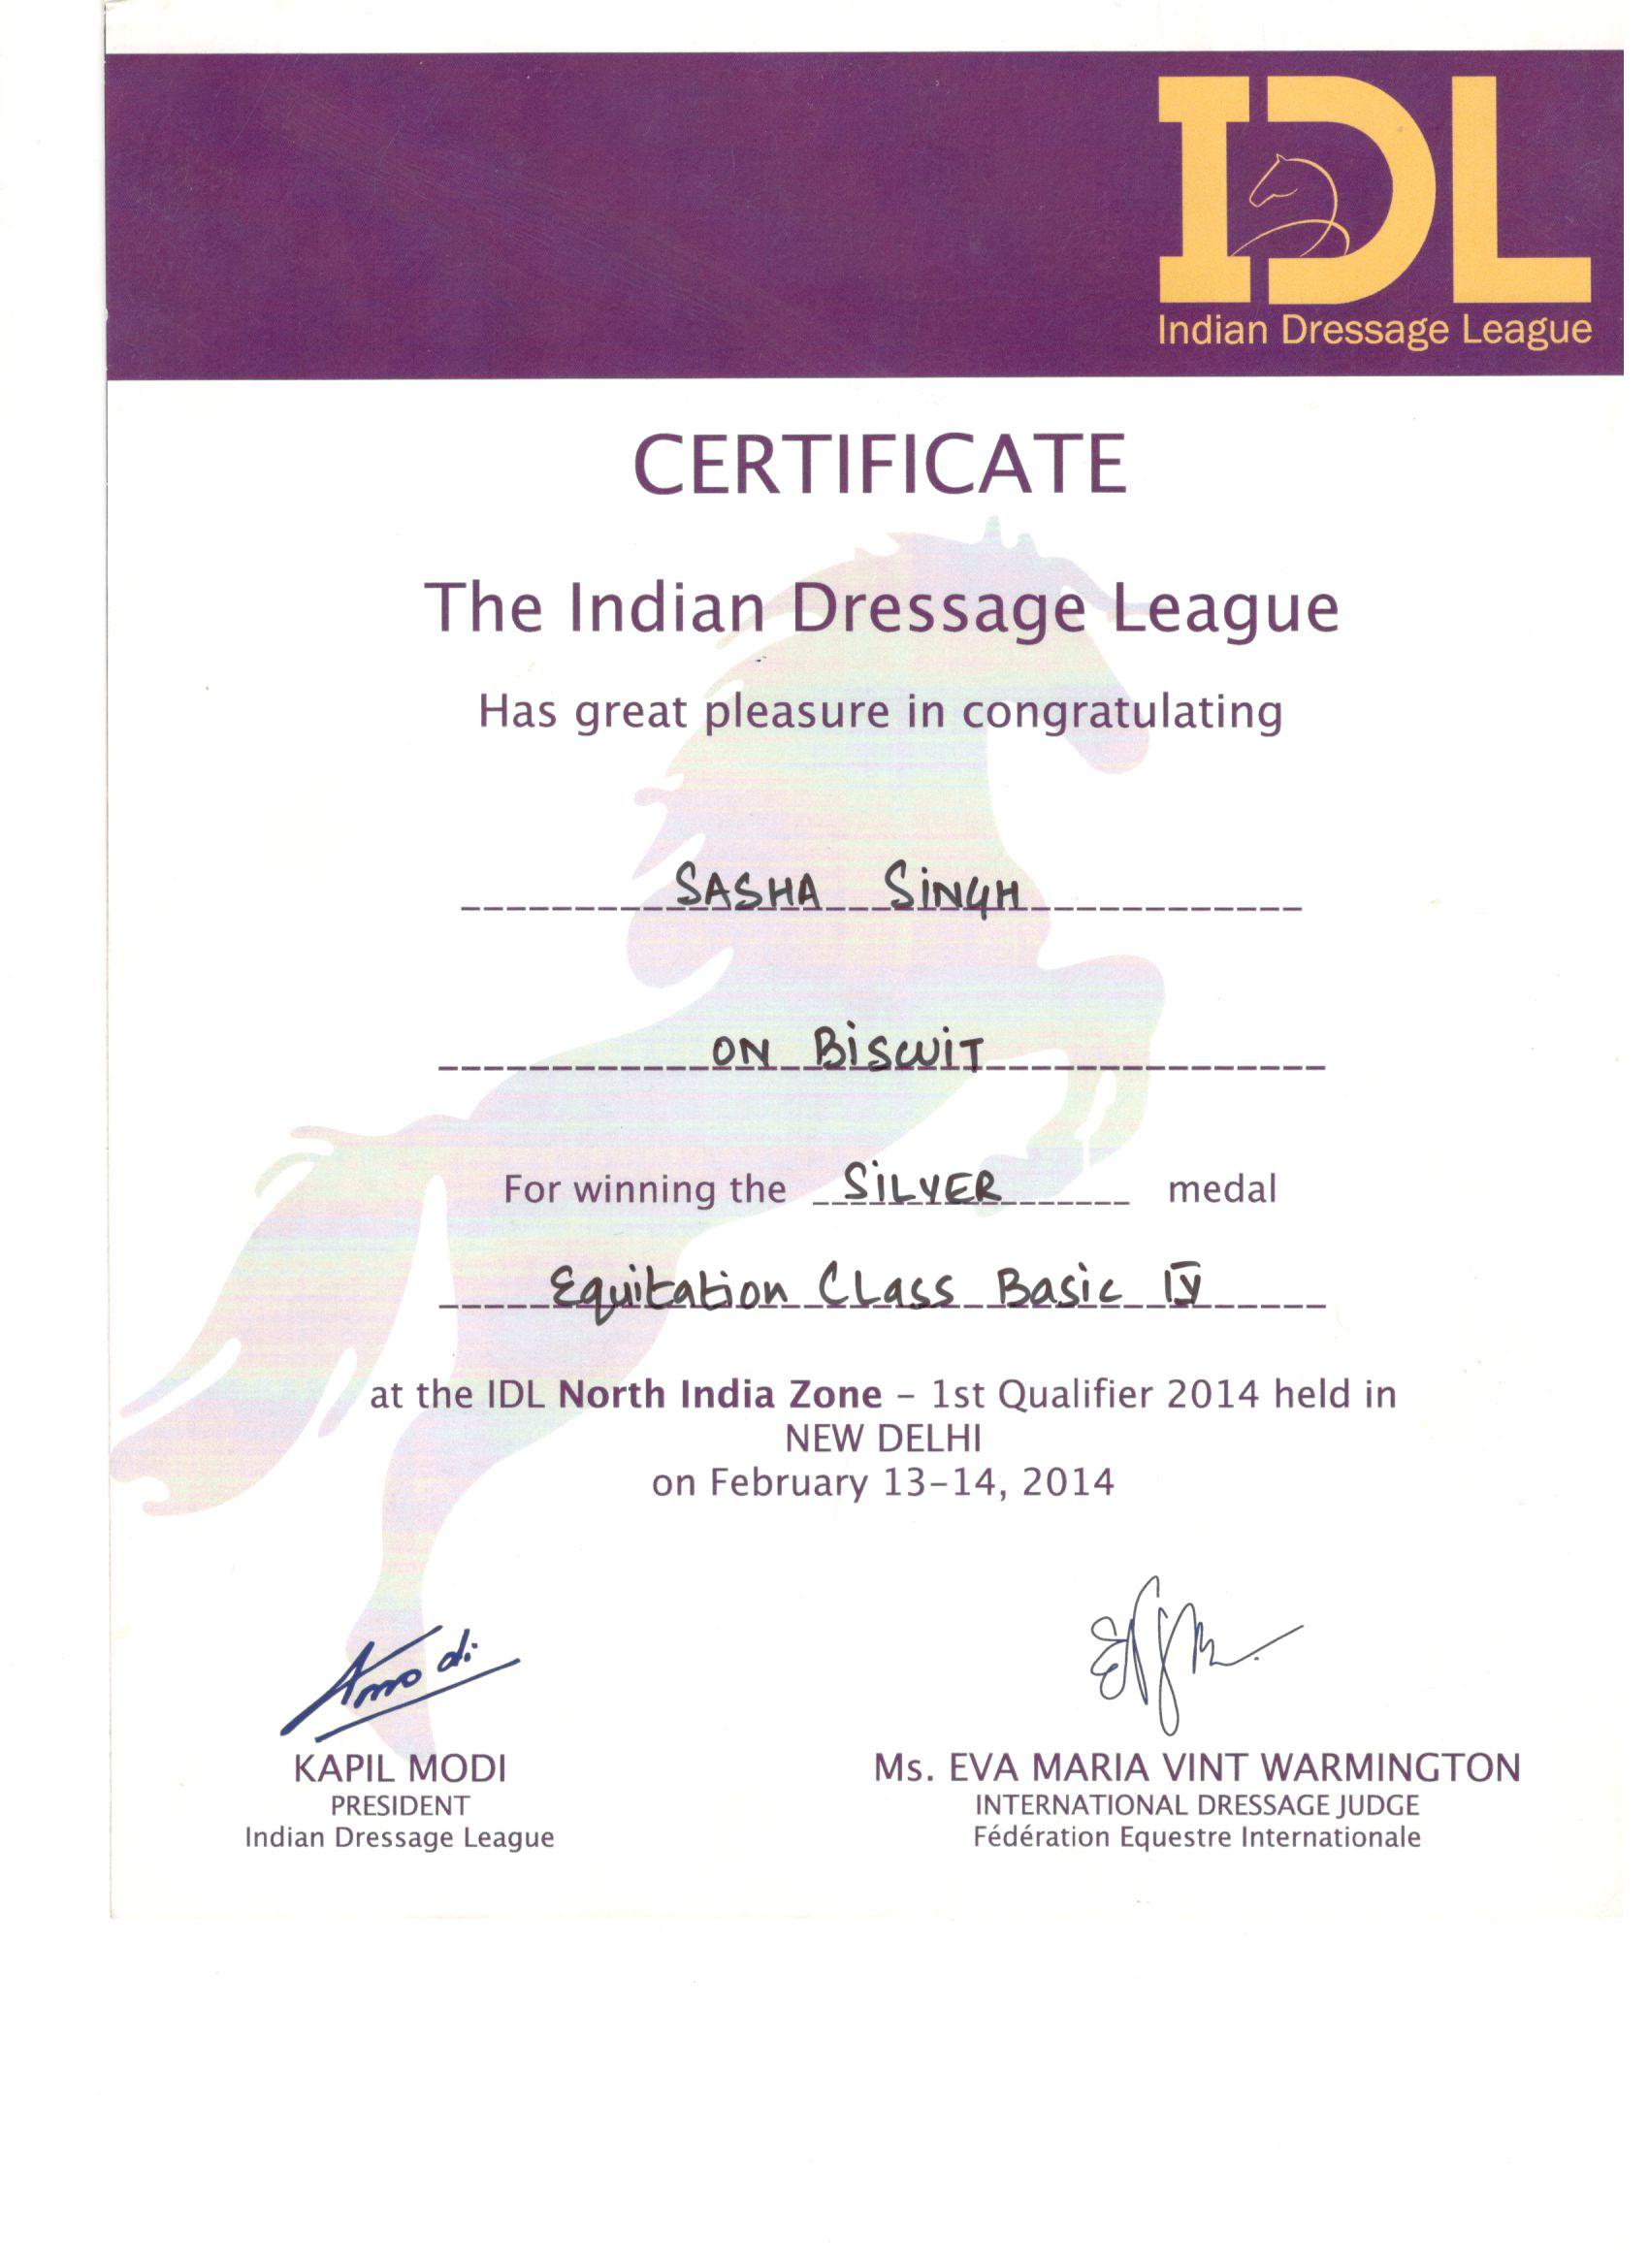 IDL
Indian Dressage League
CERTIFICATE
The Indian Dressage League
Has great pleasure in congratulating
SASHA SINGH
ON BISCUIT
For winning the SILVER medal
Equitation Class Basic IV
at the IDL North India Zone – 1st Qualifier 2014 held in
NEW DELHI
on February 13–14, 2014
KAPIL MODI
PRESIDENT
Indian Dressage League
Ms. EVA MARIA VINT WARMINGTON
INTERNATIONAL DRESSAGE JUDGE
Fédération Equestre Internationale